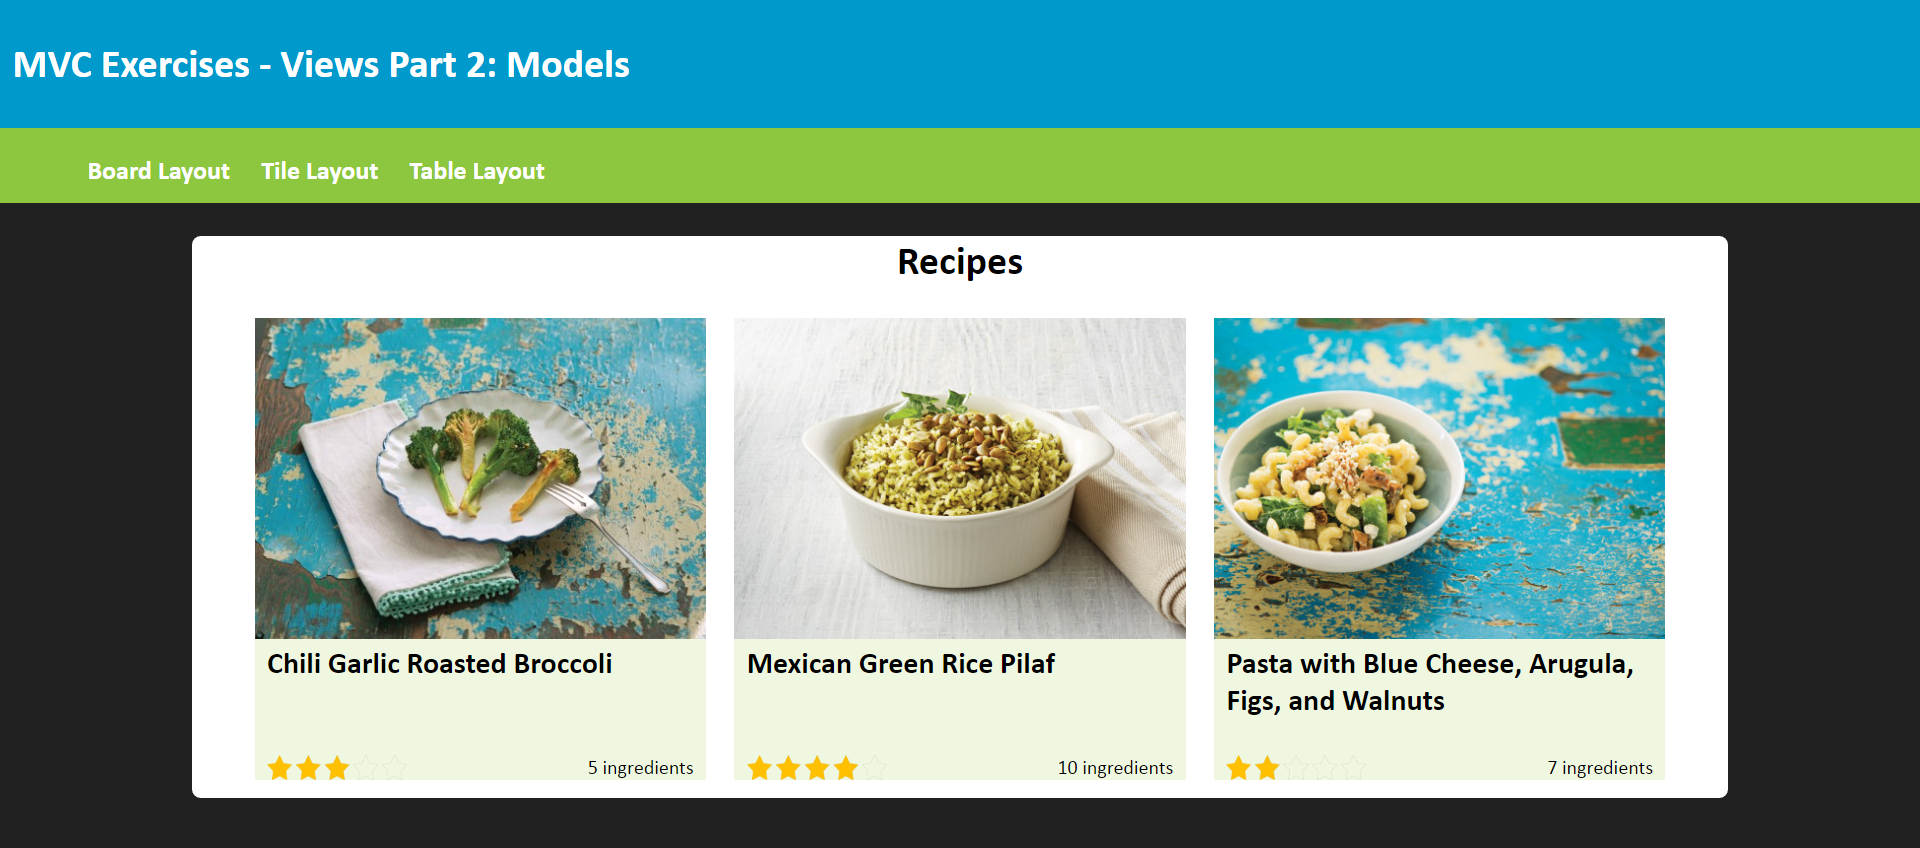 MVC Exercises - Views Part 2: Models
Board Layout Tile Layout Table Layout
Recipes
Chili Garlic Roasted Broccoli
5 ingredients
Mexican Green Rice Pilaf
10 ingredients
Pasta with Blue Cheese, Arugula,
Figs, and Walnuts
7 ingredients